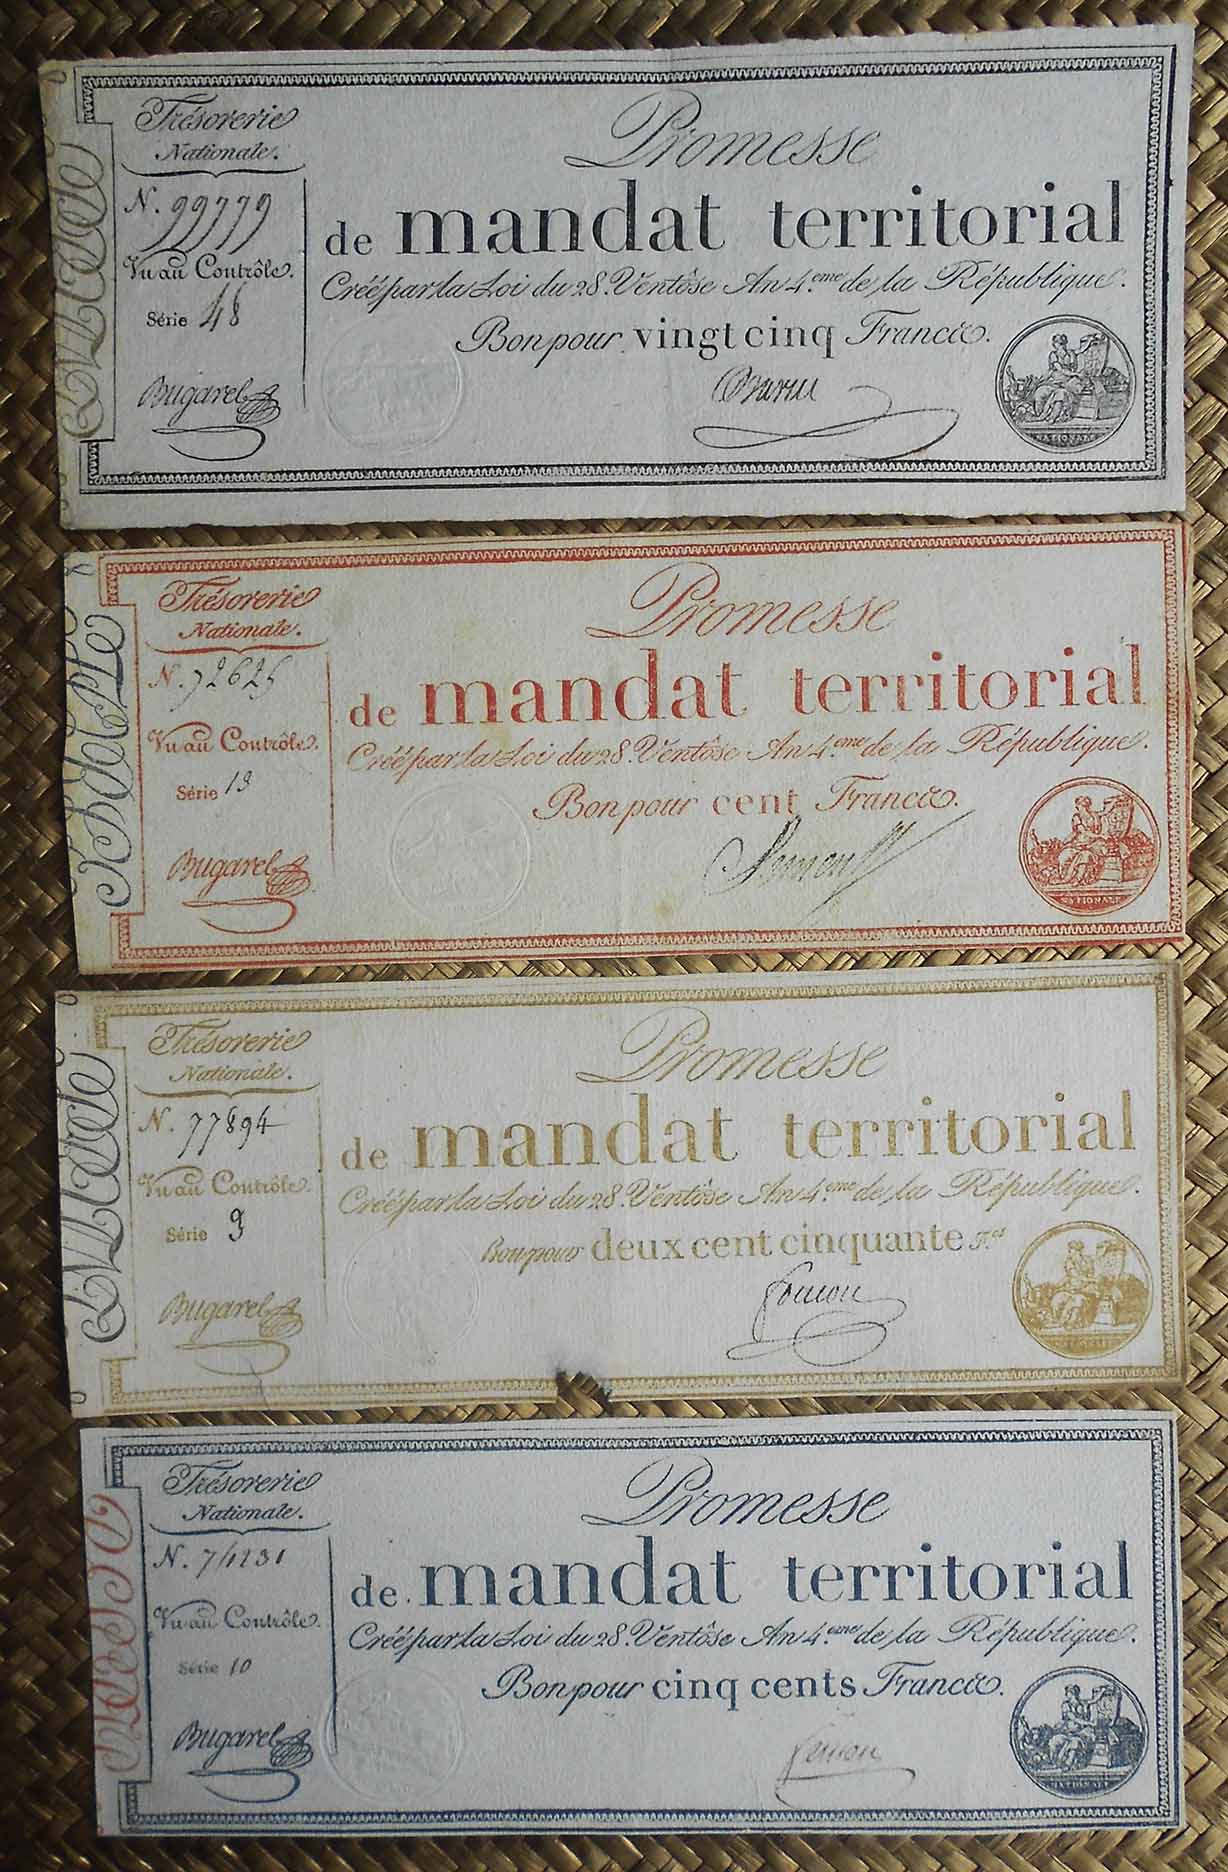 Trésorerie
Nationale.
N. 99779
Vu au Contrôle.
Série 48
Bugarel
Promesse
de mandat territorial
Créé par la Loi du 28. Ventôse An 4.eme de la République.
Bon pour vingt cinq Francs.
NATIONALE
Trésorerie
Nationale.
N. 72625
Vu au Contrôle.
Série 13
Bugarel
Promesse
de mandat territorial
Créé par la Loi du 28. Ventôse An 4.eme de la République.
Bon pour cent Francs.
NATIONALE
Trésorerie
Nationale.
N. 77894
Vu au Contrôle.
Série 9
Bugarel
Promesse
de mandat territorial
Créé par la Loi du 28. Ventôse An 4.eme de la République.
Bon pour deux cent cinquante F.cs
Trésorerie
Nationale.
N. 74231
Vu au Contrôle.
Série 10
Bugarel
Promesse
de mandat territorial
Créé par la Loi du 28. Ventôse An 4.eme de la République.
Bon pour cinq cents Francs.
NATIONALE